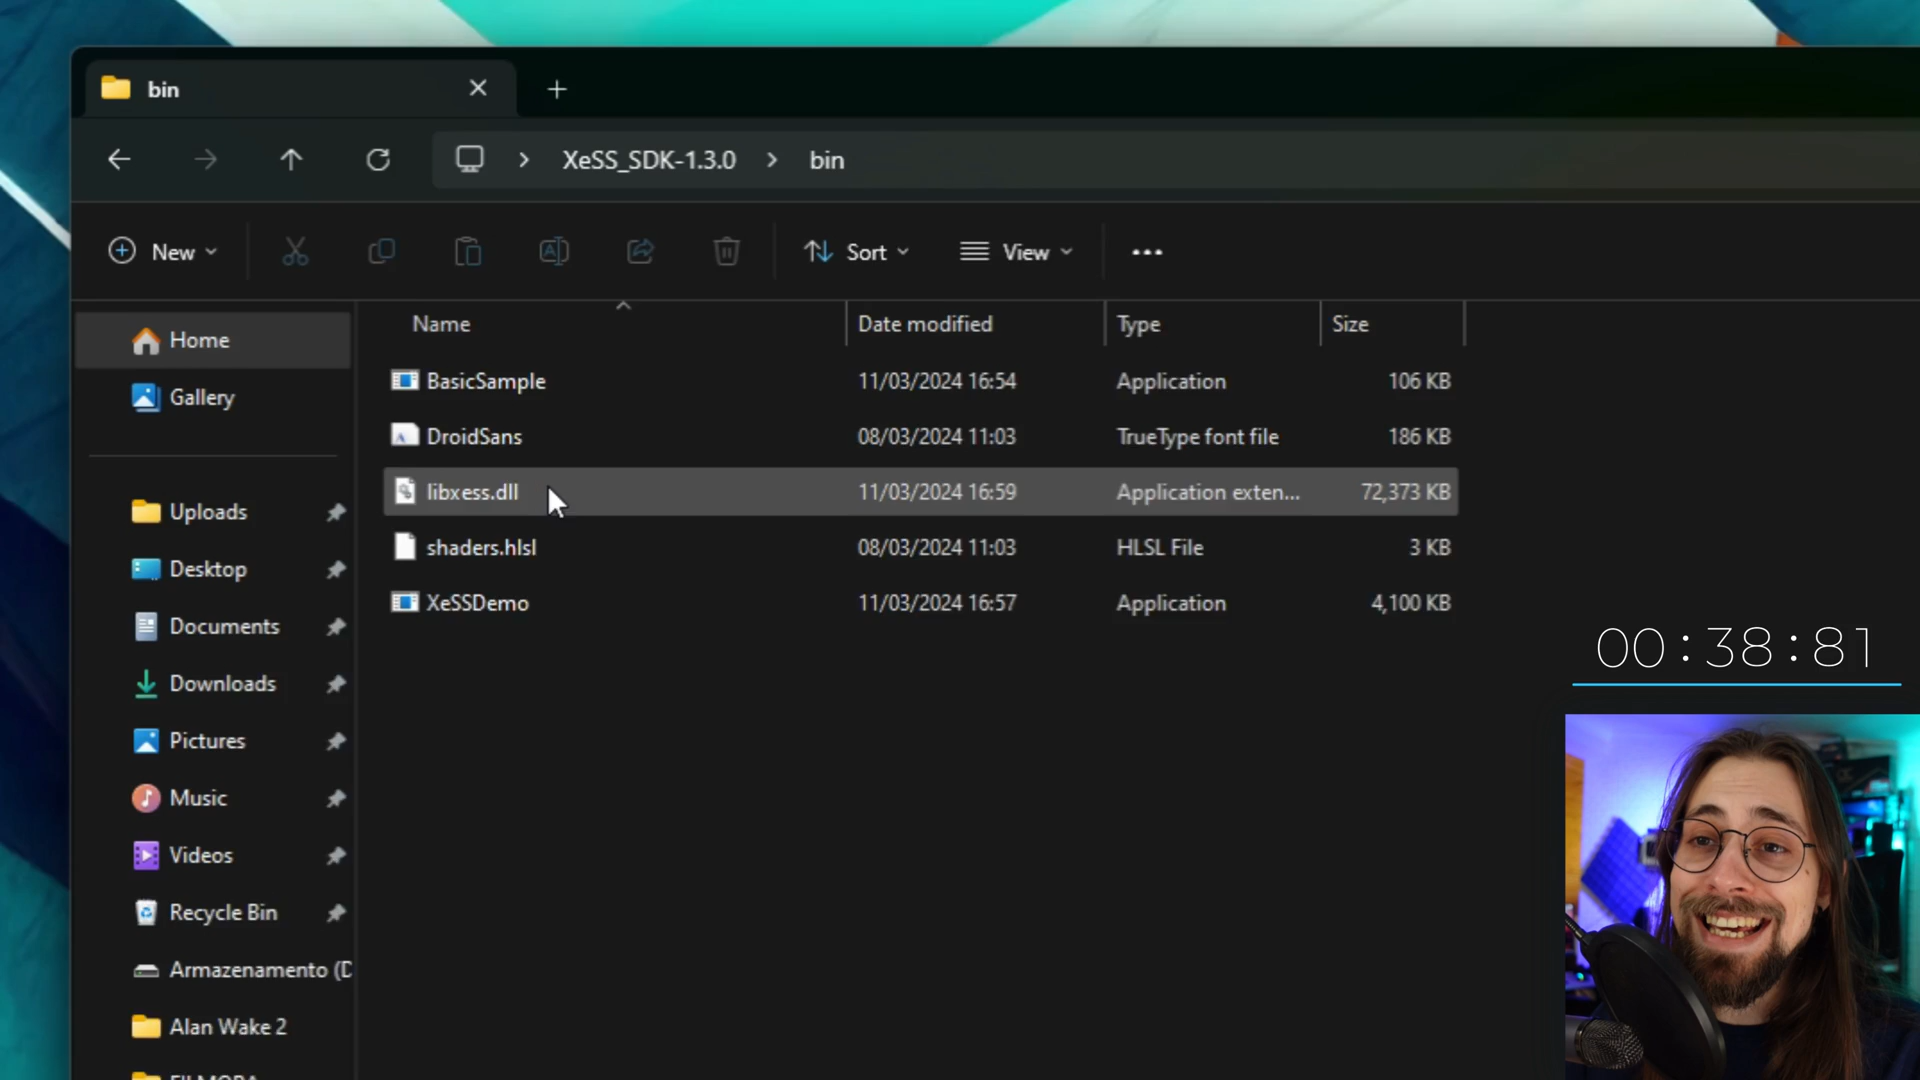 bin
XeSS_SDK-1.3.0 bin
New Sort View
Name Date modified Type Size
Home
Gallery
Uploads
Desktop
Documents
Downloads
Pictures
Music
Videos
Recycle Bin
Armazenamento (D
Alan Wake 2
BasicSample 11/03/2024 16:54 Application 106 KB
DroidSans 08/03/2024 11:03 TrueType font file 186 KB
libxess.dll 11/03/2024 16:59 Application exten... 72,373 KB
shaders.hlsl 08/03/2024 11:03 HLSL File 3 KB
XeSSDemo 11/03/2024 16:57 Application 4,100 KB
00:38:81